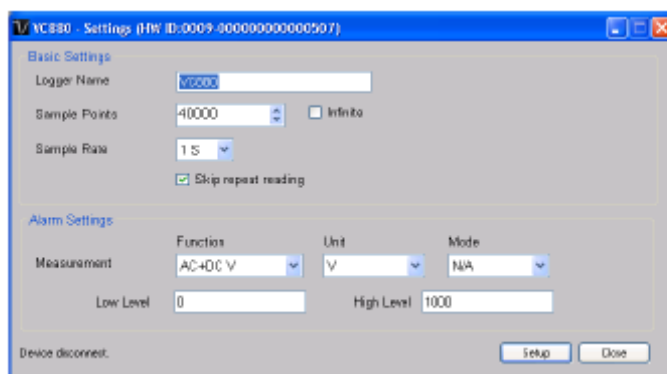 VC880 - Settings (HW ID:0009-000000000000507)
Basic Settings
Logger Name VC880
Sample Points 40000 Infinite
Sample Rate 1 S
Skip repeat reading
Alarm Settings
Function Unit Mode
Measurement AC+DC V V N/A
Low Level 0 High Level 1000
Device disconnect. Setup Close